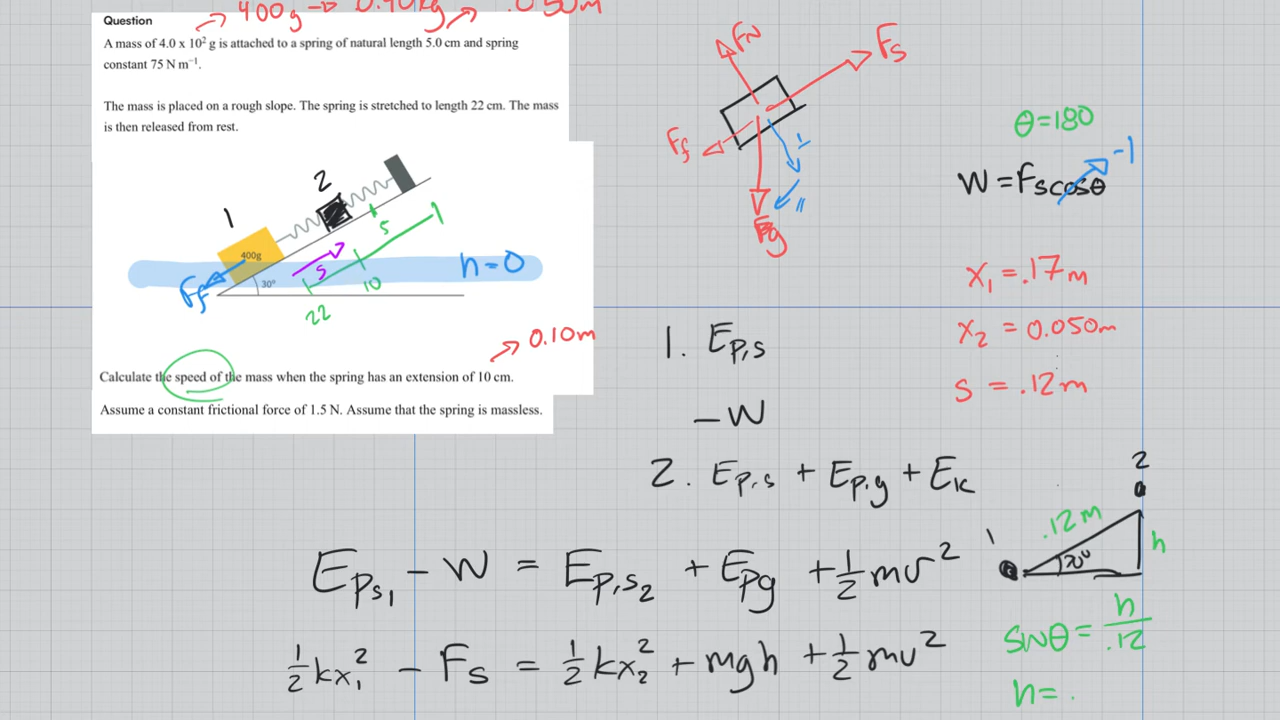 400g → 0.40kg .050m
Question
A mass of 4.0 x 10² g is attached to a spring of natural length 5.0 cm and spring
constant 75 N m⁻¹.
The mass is placed on a rough slope. The spring is stretched to length 22 cm. The mass
is then released from rest.
1
2
400g
30°
Ff
S
5
10
22
h=0
0.10m
Calculate the speed of the mass when the spring has an extension of 10 cm.
Assume a constant frictional force of 1.5 N. Assume that the spring is massless.
FN
Fs
Ff
Fg
⊥
||
θ=180
W = Fscosθ
-1
x₁ = .17m
x₂ = 0.050m
s = .12m
1. Ep,s
-W
2. Ep,s + Ep,g + Ek
Eps₁ - W = Ep,s₂ + Epg + ½mv²
½kx₁² - Fs = ½kx₂² + mgh + ½mv²
2
1
.12m
h
sinθ = h/.12
h= .